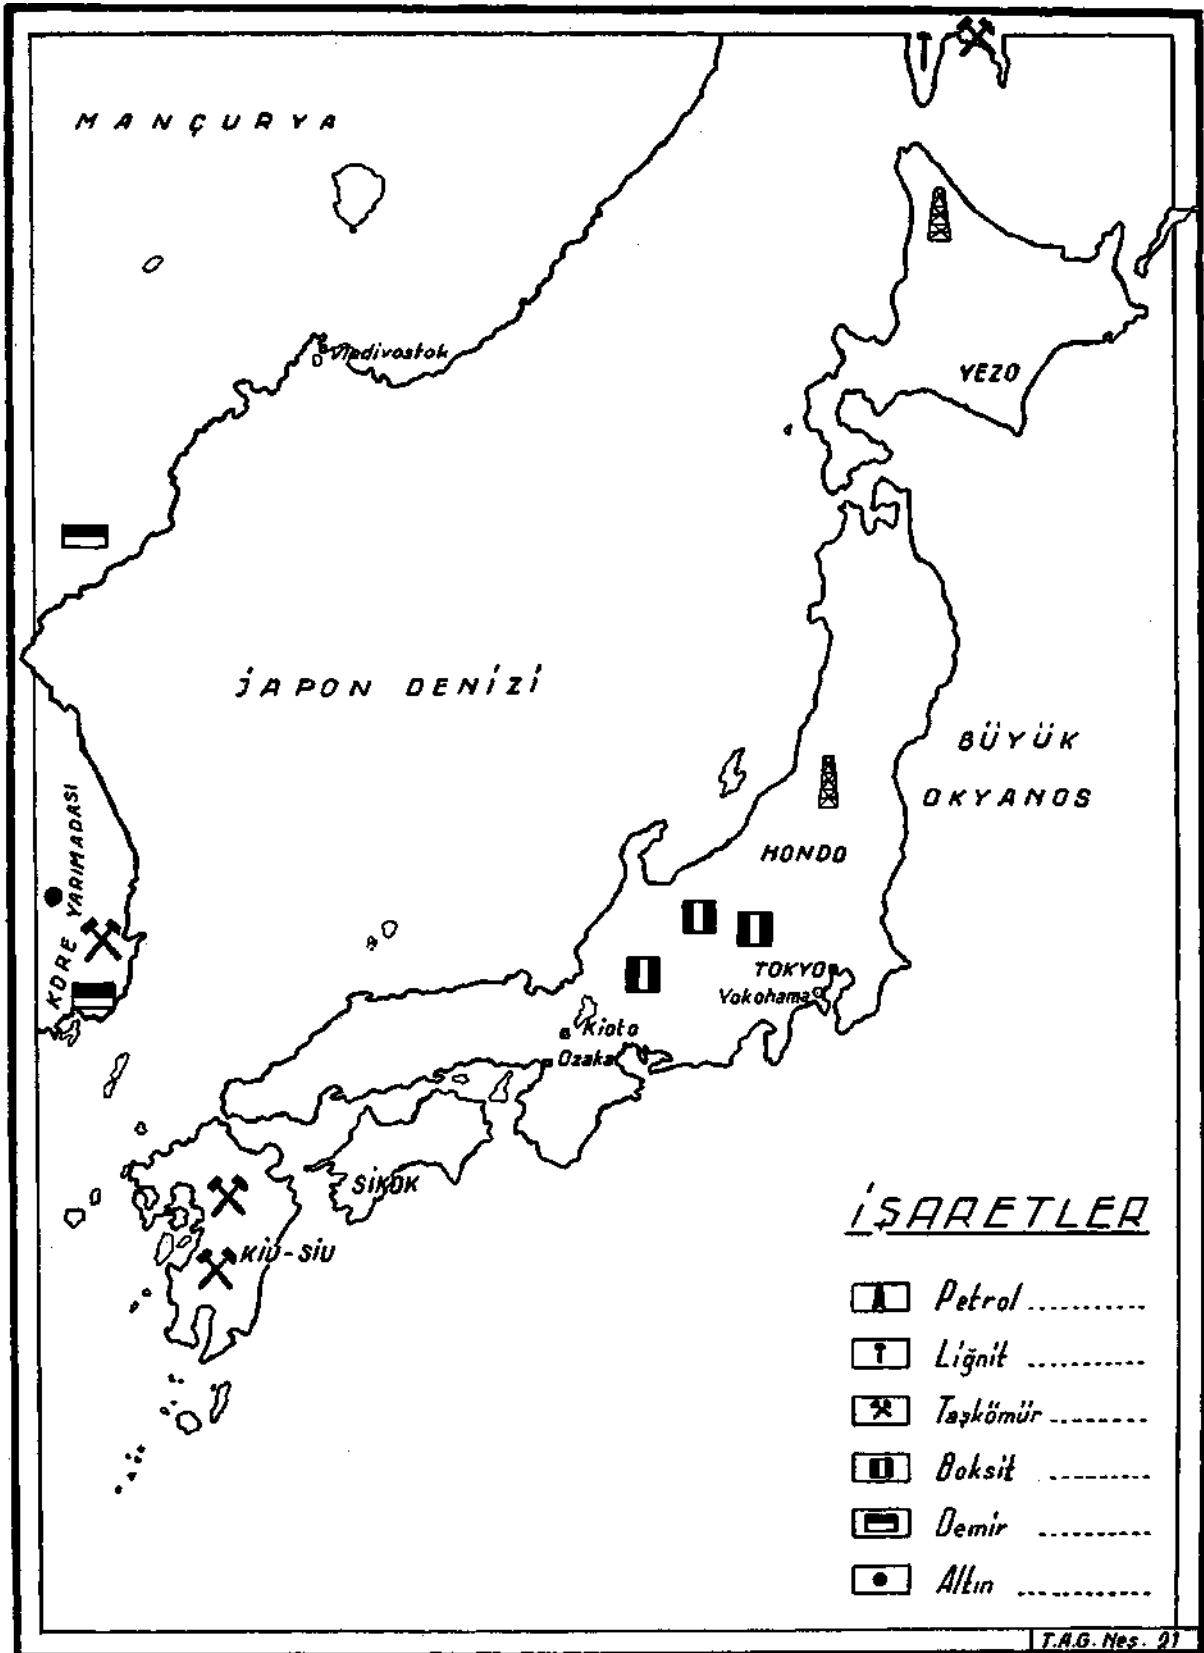 MANÇURYA
Vladivostok
YEZO
JAPON DENİZİ
BÜYÜK
OKYANOS
KORE YARIMADASI
HONDO
TOKYO
Yokohama
Kioto
Ozaka
SİKOK
KİU-SİU
İŞARETLER
Petrol ..........
Liğnit ..........
Taşkömür ..........
Boksit ..........
Demir ..........
Altın ..........
T.A.G. Neş. 21